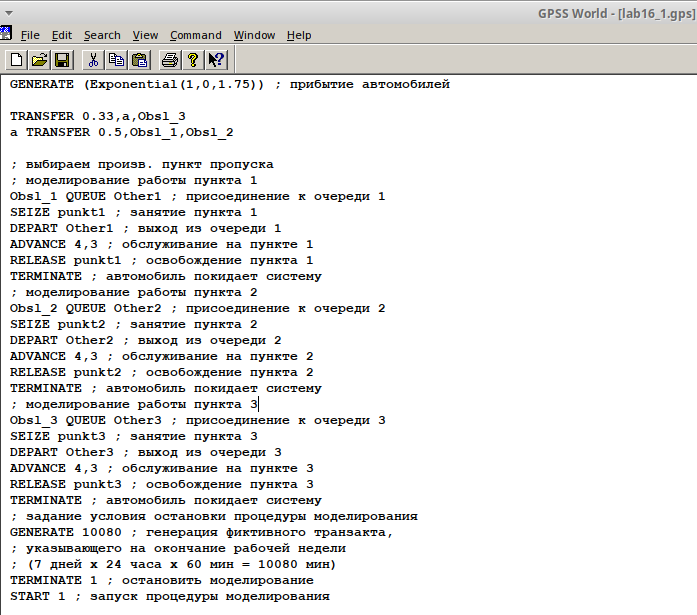 GPSS World - [lab16_1.gps]
File Edit Search View Command Window Help
GENERATE (Exponential(1,0,1.75)) ; прибытие автомобилей
TRANSFER 0.33,a,Obsl_3
a TRANSFER 0.5,Obsl_1,Obsl_2
; выбираем произв. пункт пропуска
; моделирование работы пункта 1
Obsl_1 QUEUE Other1 ; присоединение к очереди 1
SEIZE punkt1 ; занятие пункта 1
DEPART Other1 ; выход из очереди 1
ADVANCE 4,3 ; обслуживание на пункте 1
RELEASE punkt1 ; освобождение пункта 1
TERMINATE ; автомобиль покидает систему
; моделирование работы пункта 2
Obsl_2 QUEUE Other2 ; присоединение к очереди 2
SEIZE punkt2 ; занятие пункта 2
DEPART Other2 ; выход из очереди 2
ADVANCE 4,3 ; обслуживание на пункте 2
RELEASE punkt2 ; освобождение пункта 2
TERMINATE ; автомобиль покидает систему
; моделирование работы пункта 3
Obsl_3 QUEUE Other3 ; присоединение к очереди 3
SEIZE punkt3 ; занятие пункта 3
DEPART Other3 ; выход из очереди 3
ADVANCE 4,3 ; обслуживание на пункте 3
RELEASE punkt3 ; освобождение пункта 3
TERMINATE ; автомобиль покидает систему
; задание условия остановки процедуры моделирования
GENERATE 10080 ; генерация фиктивного транзакта,
; указывающего на окончание рабочей недели
; (7 дней x 24 часа x 60 мин = 10080 мин)
TERMINATE 1 ; остановить моделирование
START 1 ; запуск процедуры моделирования